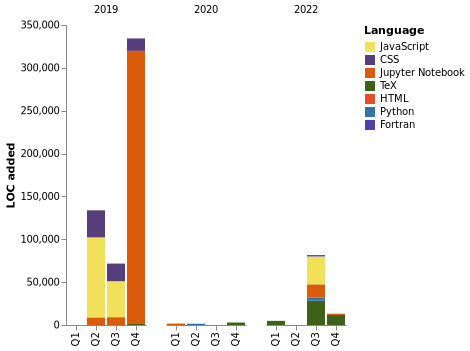 2019 2020 2022
350,000
300,000
250,000
200,000
150,000
100,000
50,000
0
LOC added
Q1 Q2 Q3 Q4 Q1 Q2 Q3 Q4 Q1 Q2 Q3 Q4
Language
JavaScript
CSS
Jupyter Notebook
TeX
HTML
Python
Fortran